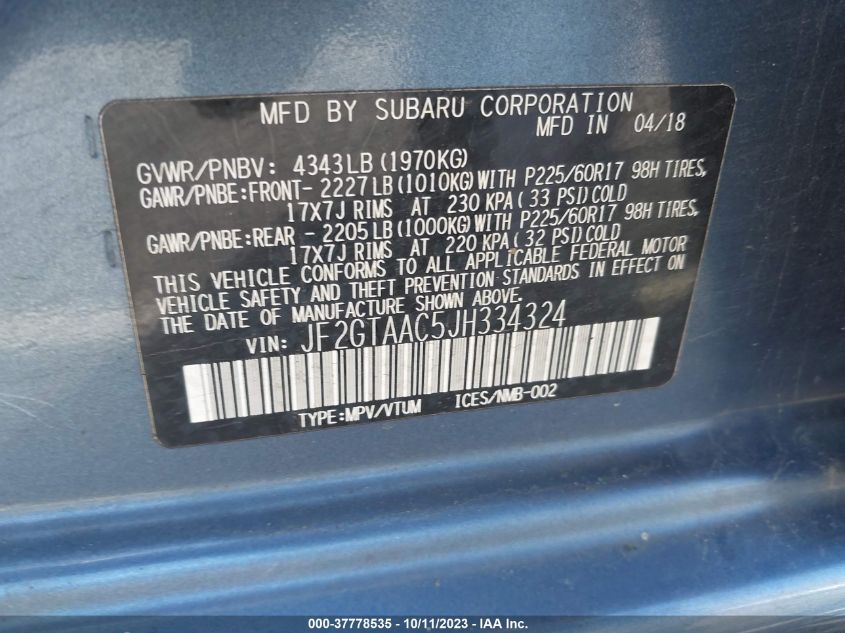 MFD BY SUBARU CORPORATION
MFD IN 04/18
GVWR/PNBV: 4343LB (1970KG)
GAWR/PNBE:FRONT- 2227LB(1010KG)WITH P225/60R17 98H TIRES,
17X7J RIMS AT 230 KPA( 33 PSI)COLD
GAWR/PNBE:REAR - 2205LB(1000KG)WITH P225/60R17 98H TIRES,
17X7J RIMS AT 220 KPA( 32 PSI)COLD
THIS VEHICLE CONFORMS TO ALL APPLICABLE FEDERAL MOTOR
VEHICLE SAFETY AND THEFT PREVENTION STANDARDS IN EFFECT ON
THE DATE OF MANUFACTURE SHOWN ABOVE.
VIN: JF2GTAAC5JH334324
TYPE:MPV/VTUM ICES/NMB-002
000-37778535 - 10/11/2023 - IAA Inc.